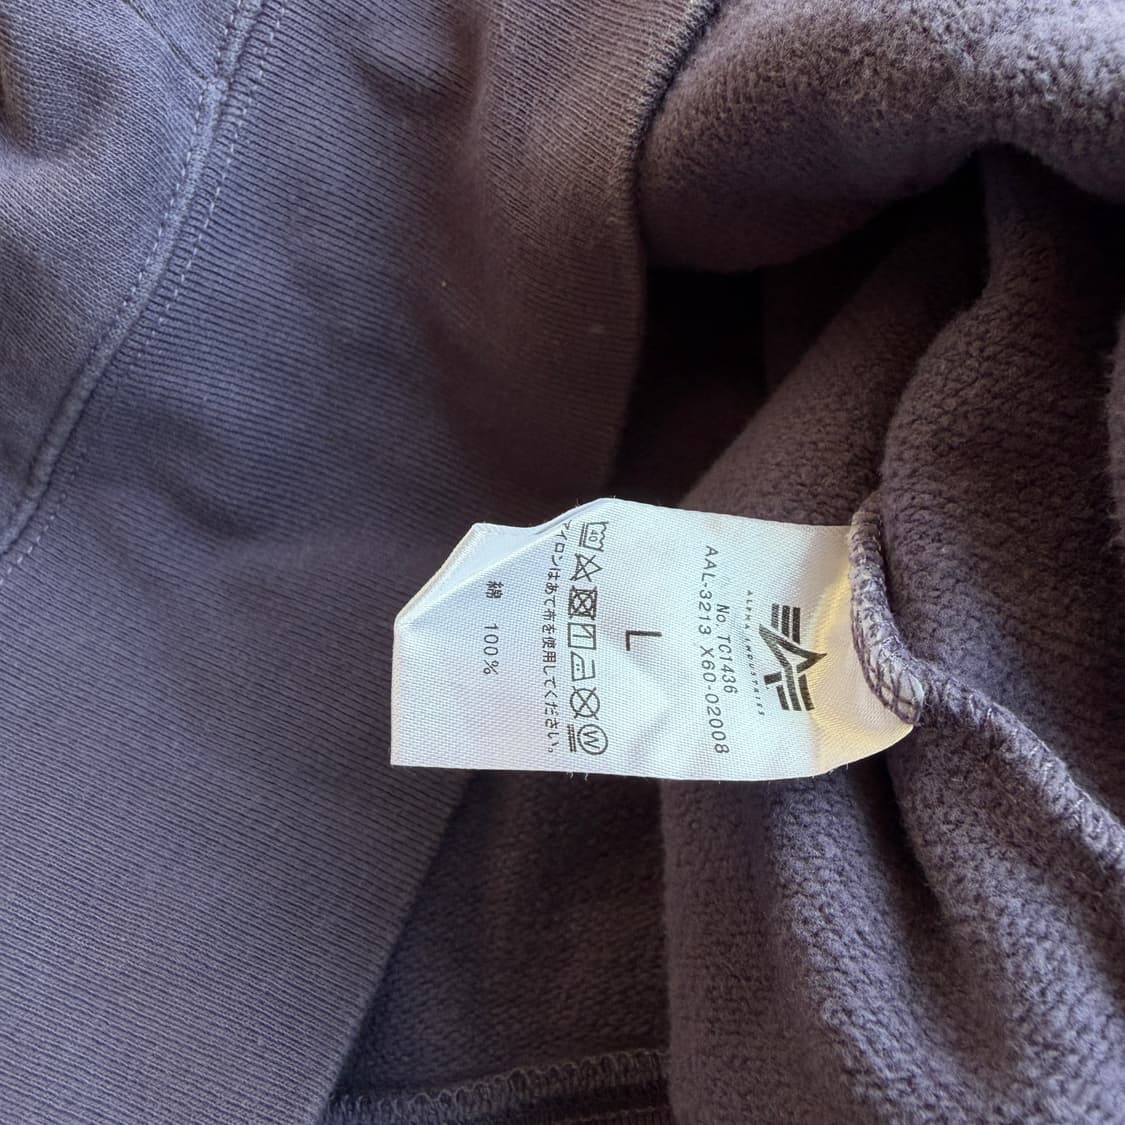 ALPHA INDUSTRIES
No. TC1436
AAL-3213 X60-02008
L
40
W
アイロンはあて布を使用してください。
綿 100%